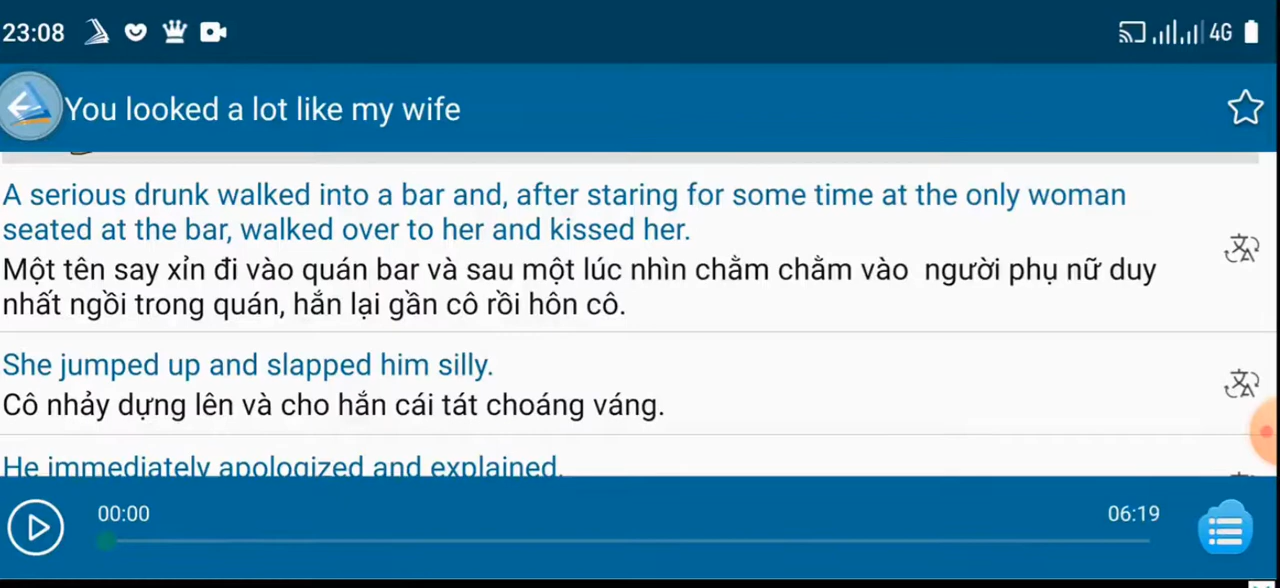 23:08
4G
You looked a lot like my wife
A serious drunk walked into a bar and, after staring for some time at the only woman
seated at the bar, walked over to her and kissed her.
Một tên say xỉn đi vào quán bar và sau một lúc nhìn chằm chằm vào người phụ nữ duy
nhất ngồi trong quán, hắn lại gần cô rồi hôn cô.
She jumped up and slapped him silly.
Cô nhảy dựng lên và cho hắn cái tát choáng váng.
He immediately apologized and explained.
00:00
06:19